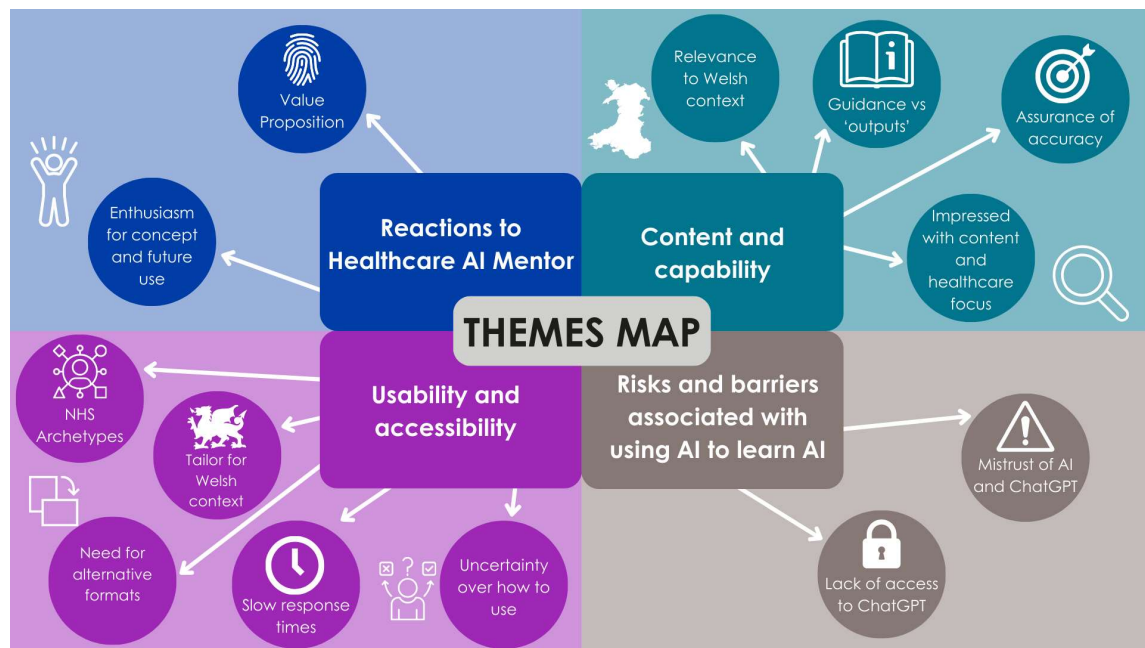 Value
Proposition
Enthusiasm
for concept
and future
use
Reactions to
Healthcare AI Mentor
Relevance
to Welsh
context
i
Guidance vs
‘outputs’
Assurance of
accuracy
Content and
capability
Impressed
with content
and
healthcare
focus
THEMES MAP
Usability and
accessibility
NHS
Archetypes
Tailor for
Welsh
context
Need for
alternative
formats
Slow response
times
?
Uncertainty
over how to
use
Risks and barriers
associated with
using AI to learn AI
Mistrust of AI
and ChatGPT
Lack of access
to ChatGPT